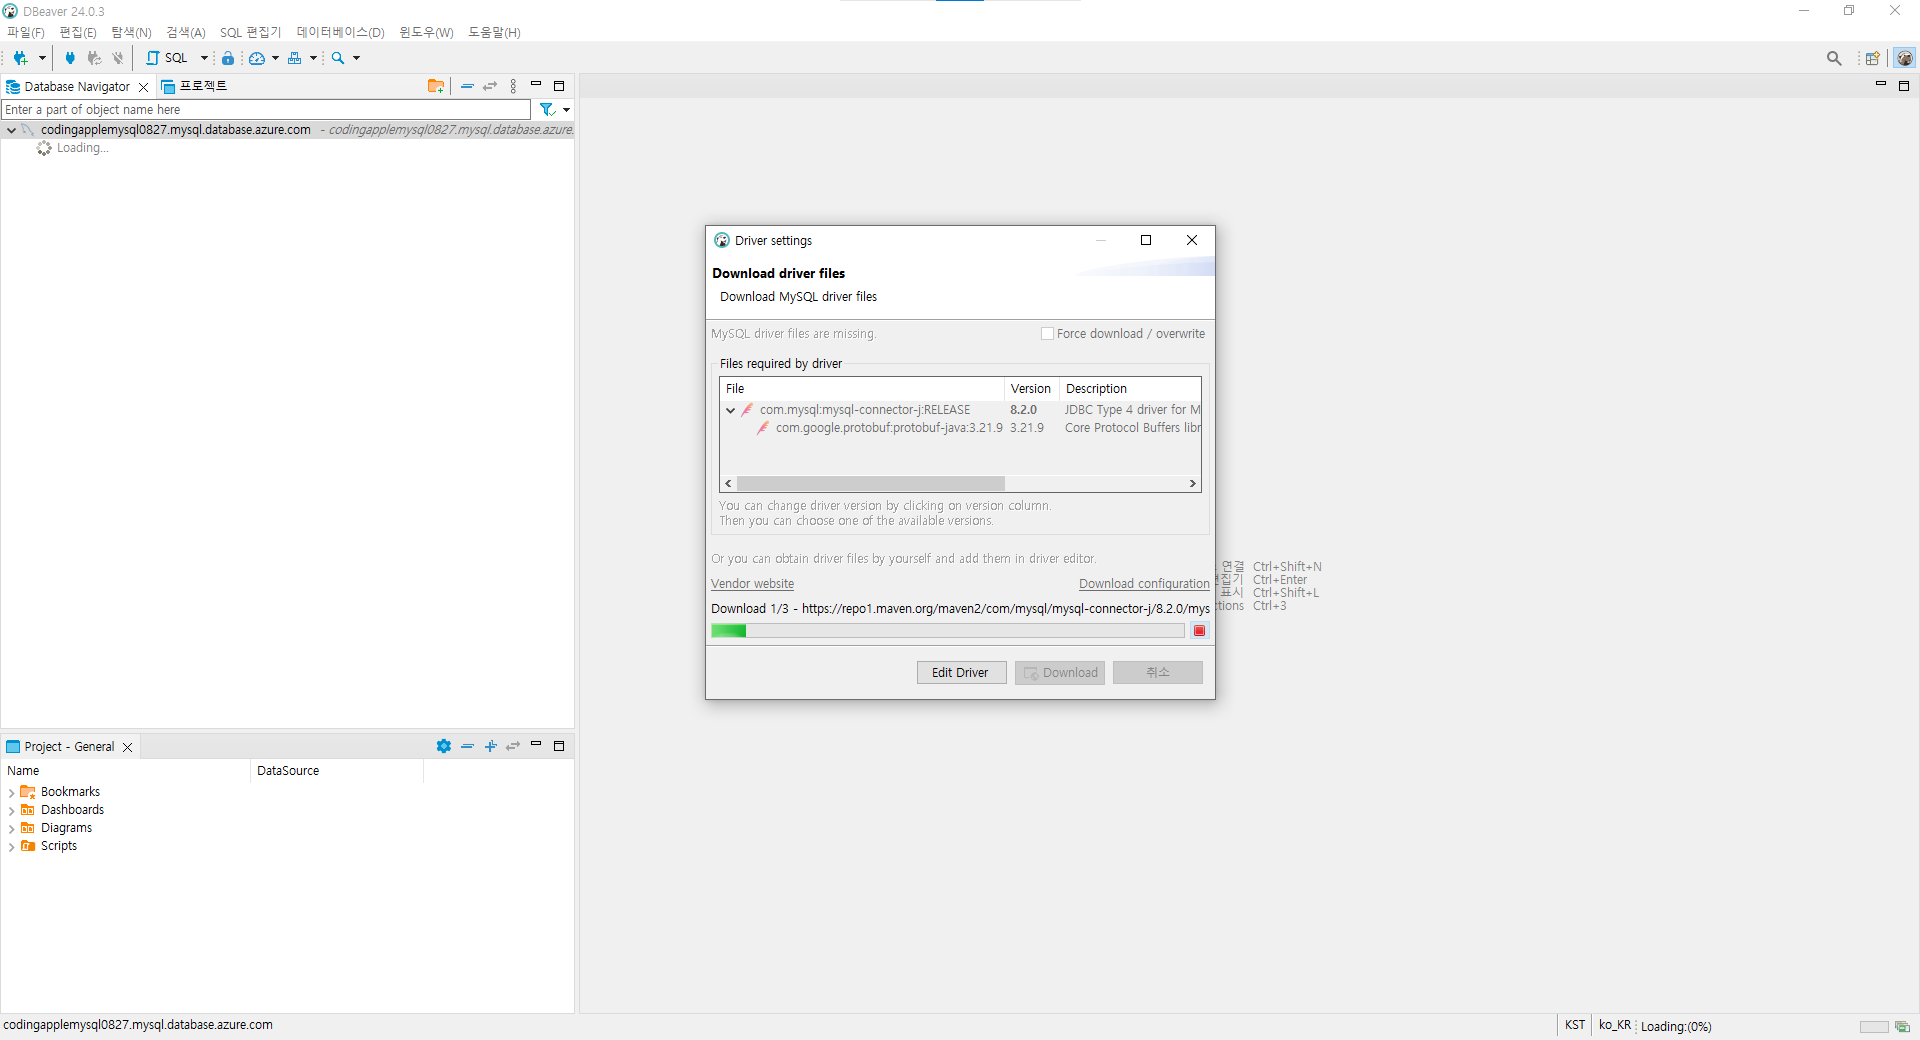 DBeaver 24.0.3
파일(F) 편집(E) 탐색(N) 검색(A) SQL 편집기 데이터베이스(D) 윈도우(W) 도움말(H)
SQL
Database Navigator 프로젝트
Enter a part of object name here
codingapplemysql0827.mysql.database.azure.com - codingapplemysql0827.mysql.database.azure.
Loading...
Driver settings
Download driver files
Download MySQL driver files
MySQL driver files are missing. Force download / overwrite
Files required by driver
File Version Description
com.mysql:mysql-connector-j:RELEASE 8.2.0 JDBC Type 4 driver for M
com.google.protobuf:protobuf-java:3.21.9 3.21.9 Core Protocol Buffers libr
You can change driver version by clicking on version column.
Then you can choose one of the available versions.
Or you can obtain driver files by yourself and add them in driver editor.
Vendor website Download configuration
Download 1/3 - https://repo1.maven.org/maven2/com/mysql/mysql-connector-j/8.2.0/mys
Edit Driver Download 취소
연결 Ctrl+Shift+N
편집기 Ctrl+Enter
표시 Ctrl+Shift+L
ctions Ctrl+3
Project - General
Name DataSource
Bookmarks
Dashboards
Diagrams
Scripts
codingapplemysql0827.mysql.database.azure.com KST ko_KR Loading:(0%)